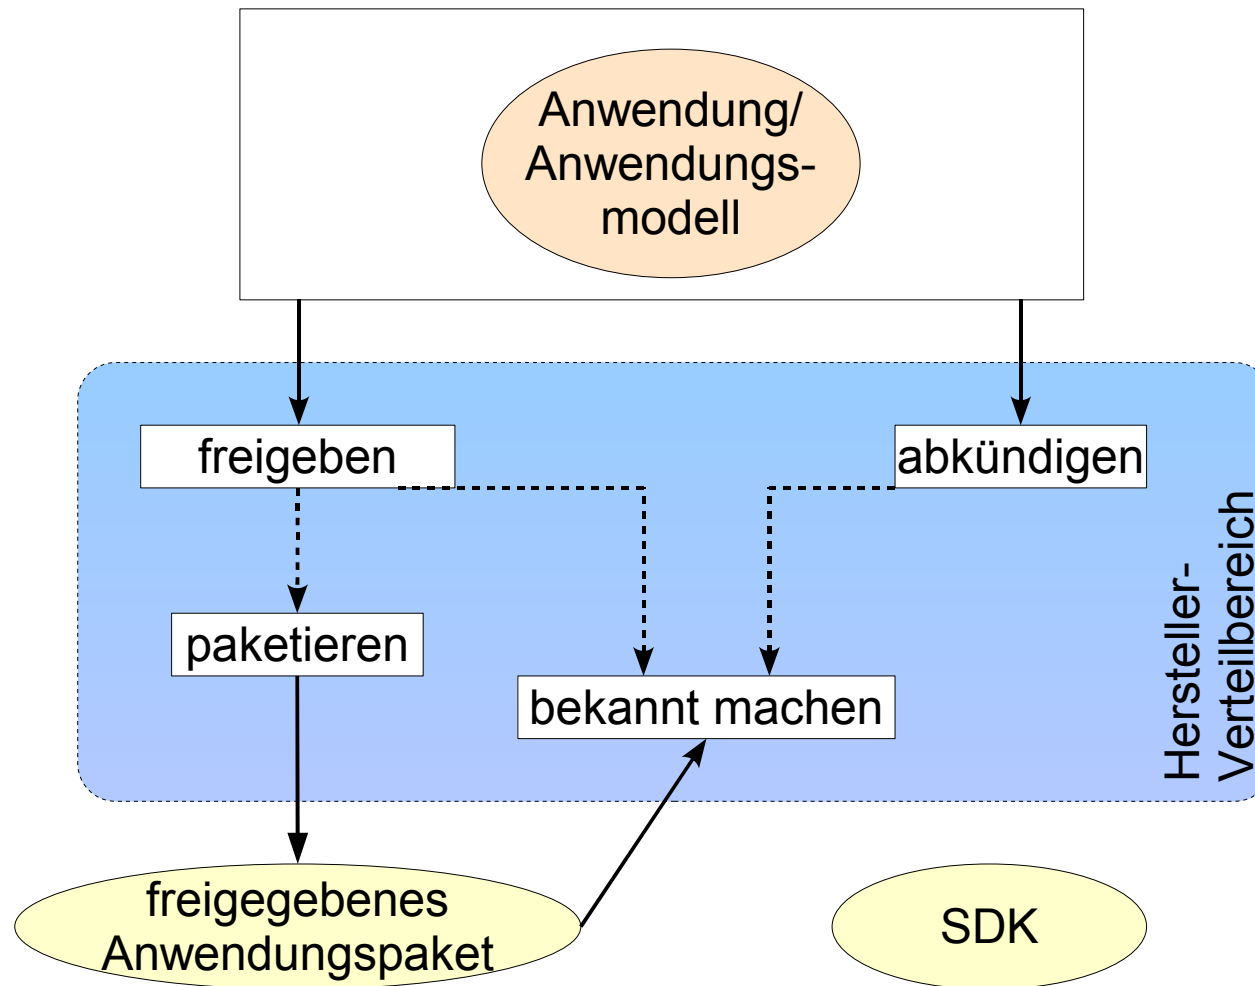 Anwendung/
Anwendungs-
modell
freigeben
abkündigen
paketieren
bekannt machen
Hersteller-
Verteilbereich
freigegebenes
Anwendungspaket
SDK